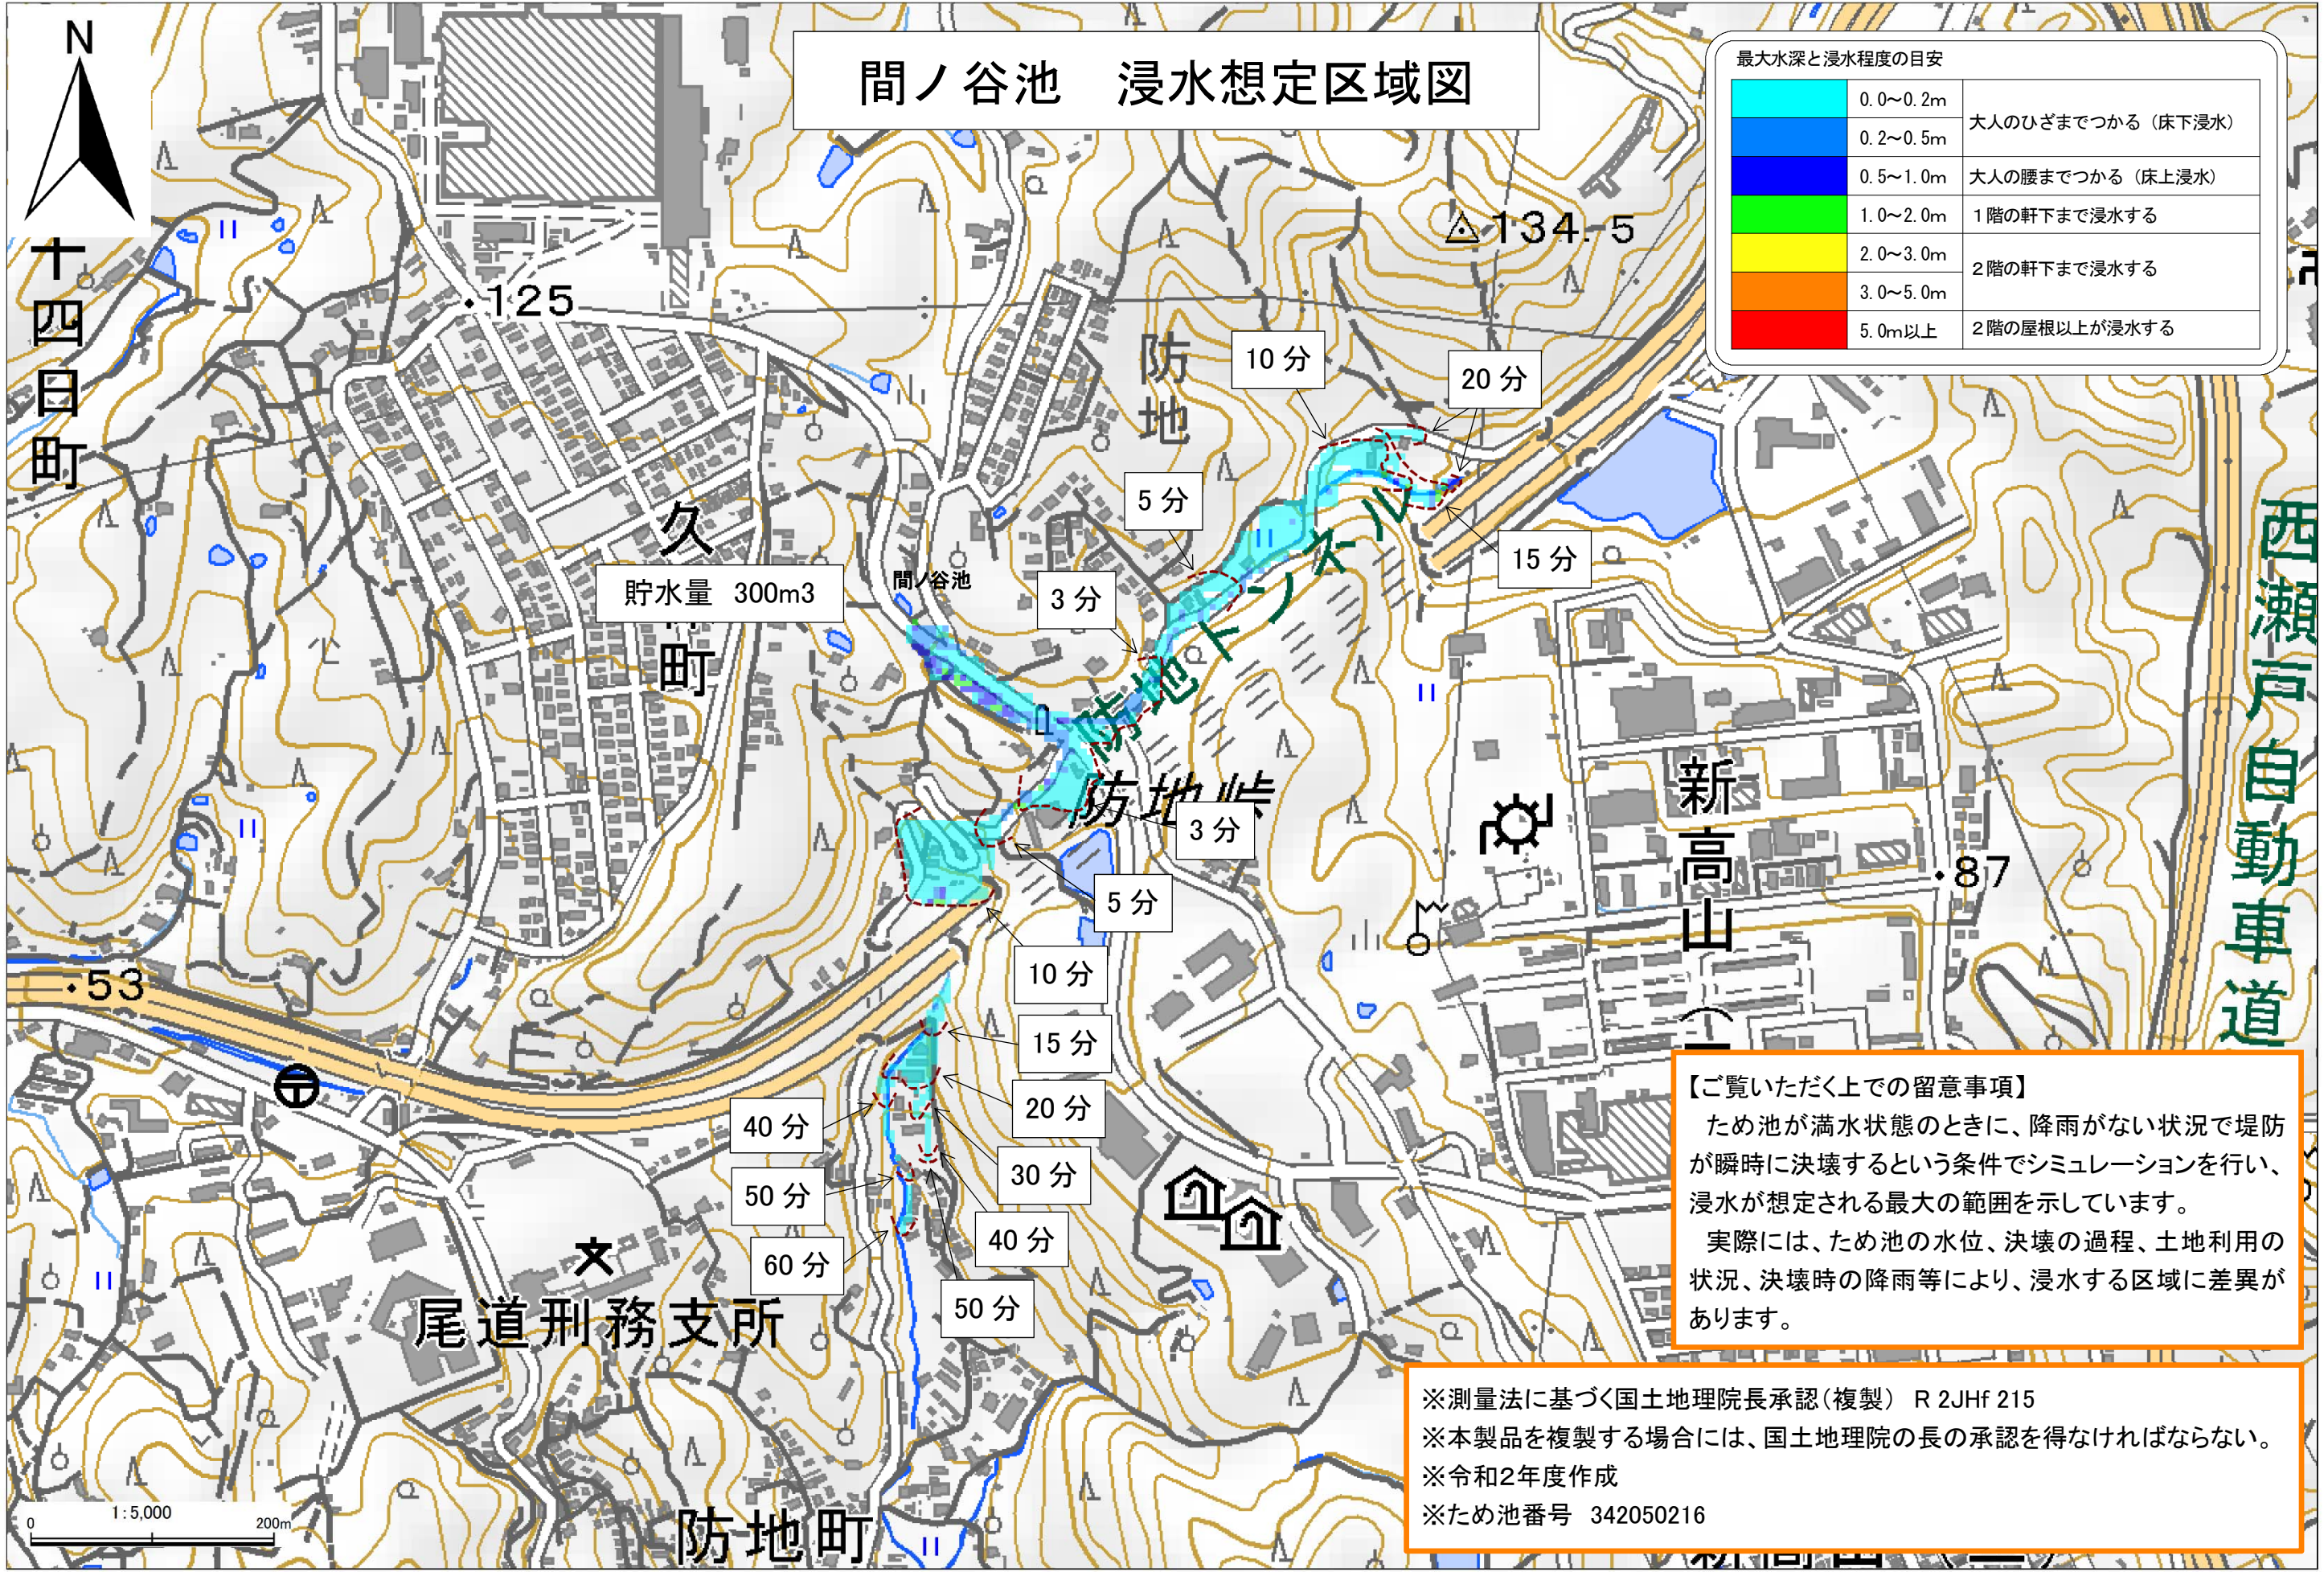 N
間ノ谷池　浸水想定区域図
最大水深と浸水程度の目安
0.0～0.2m
大人のひざまでつかる（床下浸水）
0.2～0.5m
0.5～1.0m 大人の腰までつかる（床上浸水）
1.0～2.0m 1階の軒下まで浸水する
2.0～3.0m
2階の軒下まで浸水する
3.0～5.0m
5.0m以上 2階の屋根以上が浸水する
十四日町
125
134.5
防地
10分
20分
5分
15分
3分
久
町
貯水量 300m3
間ノ谷池
防地トンネル
防地峠
3分
5分
10分
15分
20分
30分
40分
50分
40分
50分
60分
新高山
87
53
西瀬戸自動車道
尾道刑務支所
防地町
【ご覧いただく上での留意事項】
ため池が満水状態のときに、降雨がない状況で堤防
が瞬時に決壊するという条件でシミュレーションを行い、
浸水が想定される最大の範囲を示しています。
実際には、ため池の水位、決壊の過程、土地利用の
状況、決壊時の降雨等により、浸水する区域に差異が
あります。
※測量法に基づく国土地理院長承認（複製） R 2JHf 215
※本製品を複製する場合には、国土地理院の長の承認を得なければならない。
※令和2年度作成
※ため池番号 342050216
1:5,000
0 200m